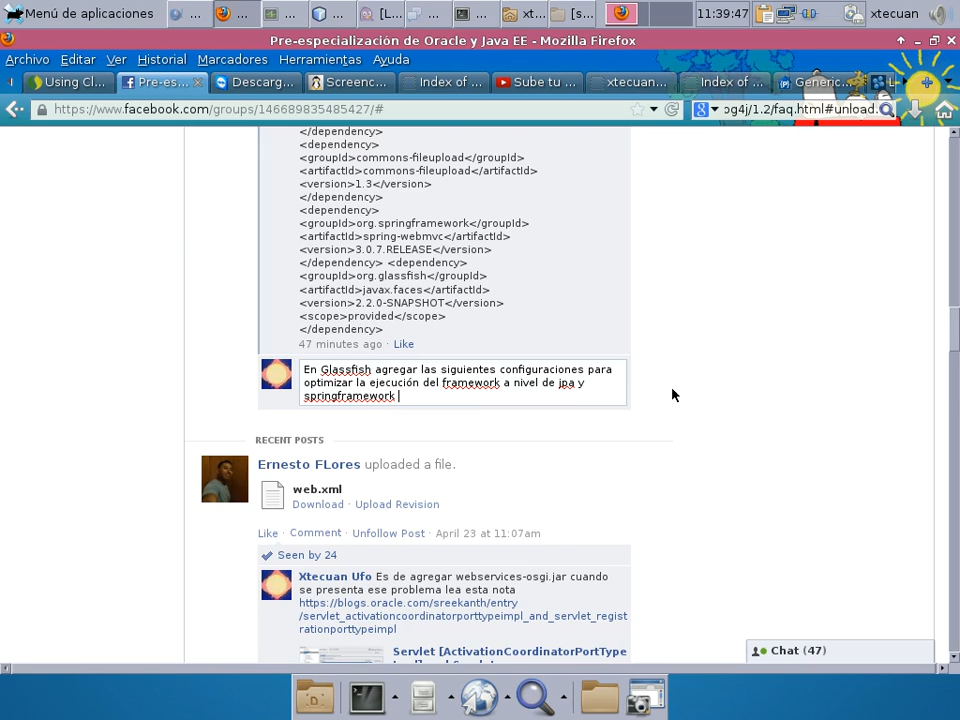 Menú de aplicaciones
...
...
...
...
...
[L...
...
...
xt...
[s...
11:39:47
xtecuan
Pre-especialización de Oracle y Java EE - Mozilla Firefox
Archivo Editar Ver Historial Marcadores Herramientas Ayuda
Using Cl...
Pre-es...
Descarg...
Screenc...
Index of ...
Sube tu ...
xtecuan...
Index of ...
Generic...
L
https://www.facebook.com/groups/146689835485427/#
og4j/1.2/faq.html#unload.
</dependency>
<dependency>
<groupId>commons-fileupload</groupId>
<artifactId>commons-fileupload</artifactId>
<version>1.3</version>
</dependency>
<dependency>
<groupId>org.springframework</groupId>
<artifactId>spring-webmvc</artifactId>
<version>3.0.7.RELEASE</version>
</dependency> <dependency>
<groupId>org.glassfish</groupId>
<artifactId>javax.faces</artifactId>
<version>2.2.0-SNAPSHOT</version>
<scope>provided</scope>
</dependency>
47 minutes ago · Like
En Glassfish agregar las siguientes configuraciones para
optimizar la ejecución del framework a nivel de jpa y
springframework
RECENT POSTS
Ernesto FLores uploaded a file.
web.xml
Download · Upload Revision
Like · Comment · Unfollow Post · April 23 at 11:07am
Seen by 24
Xtecuan Ufo Es de agregar webservices-osgi.jar cuando
se presenta ese problema lea esta nota
https://blogs.oracle.com/sreekanth/entry
/servlet_activationcoordinatorporttypeimpl_and_servlet_regist
rationporttypeimpl
Servlet [ActivationCoordinatorPortType
Chat (47)